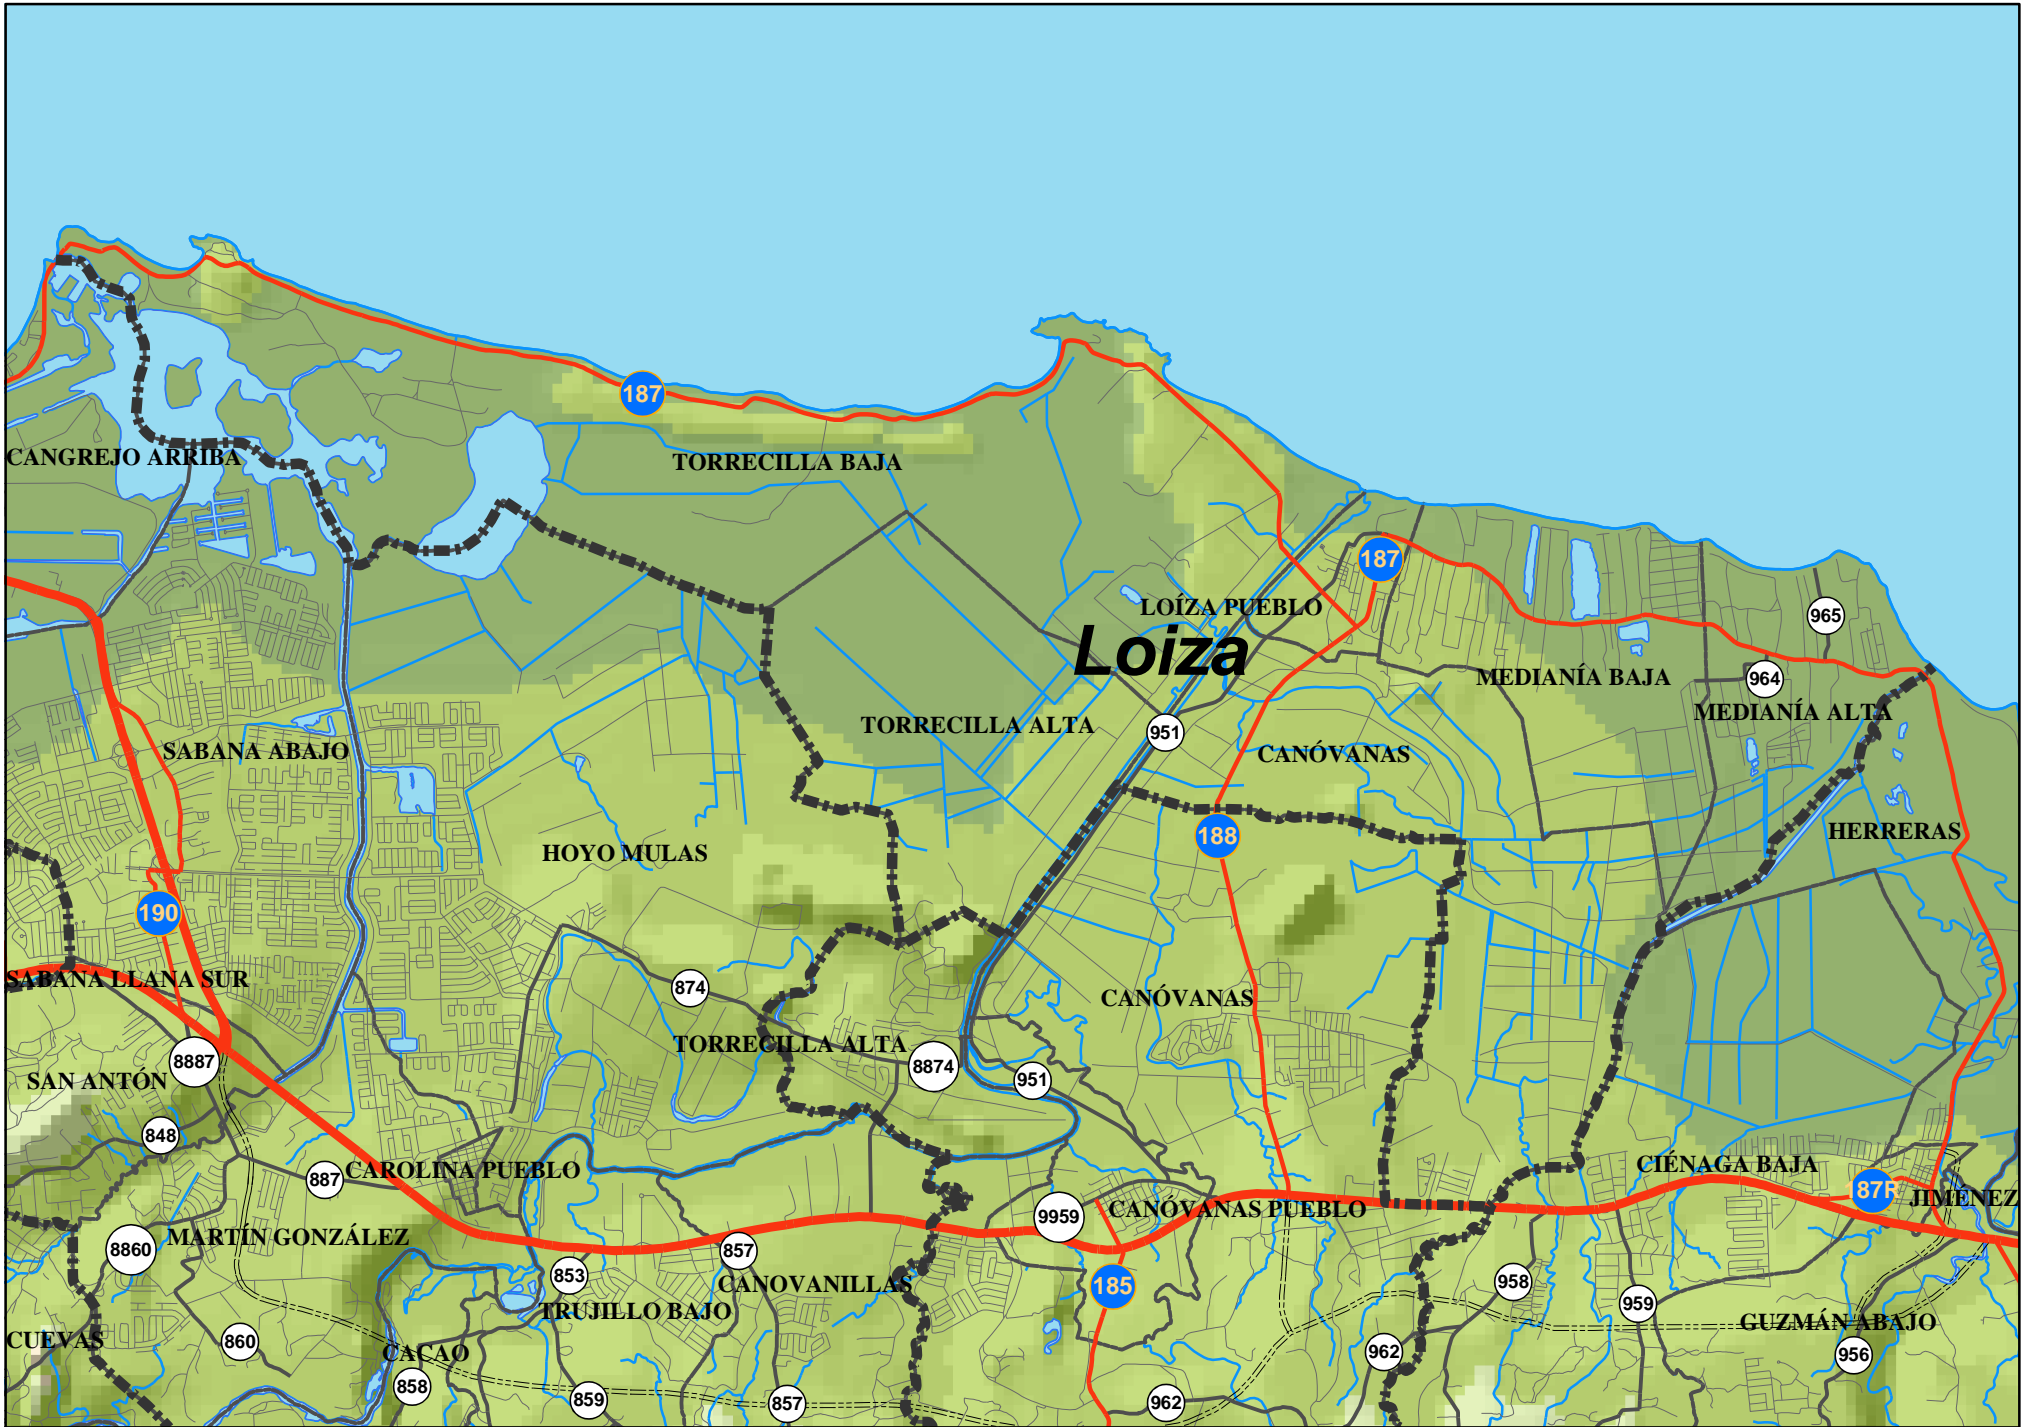 187
CANGREJO ARRIBA
TORRECILLA BAJA
187
LOÍZA PUEBLO
965
Loiza
MEDIANÍA BAJA
964
MEDIANÍA ALTA
TORRECILLA ALTA
951
SABANA ABAJO
CANÓVANAS
188
HERRERAS
HOYO MULAS
190
SABANA LLANA SUR
874
CANÓVANAS
TORRECILLA ALTA
8887
8874
SAN ANTÓN
951
848
CAROLINA PUEBLO
887
CIÉNAGA BAJA
187R
JIMÉNEZ
9959
CANÓVANAS PUEBLO
MARTÍN GONZÁLEZ
8860
857
853
CANOVANILLAS
185
958
959
TRUJILLO BAJO
GUZMÁN ABAJO
CUEVAS
860
CACAO
962
956
858
859
857
962